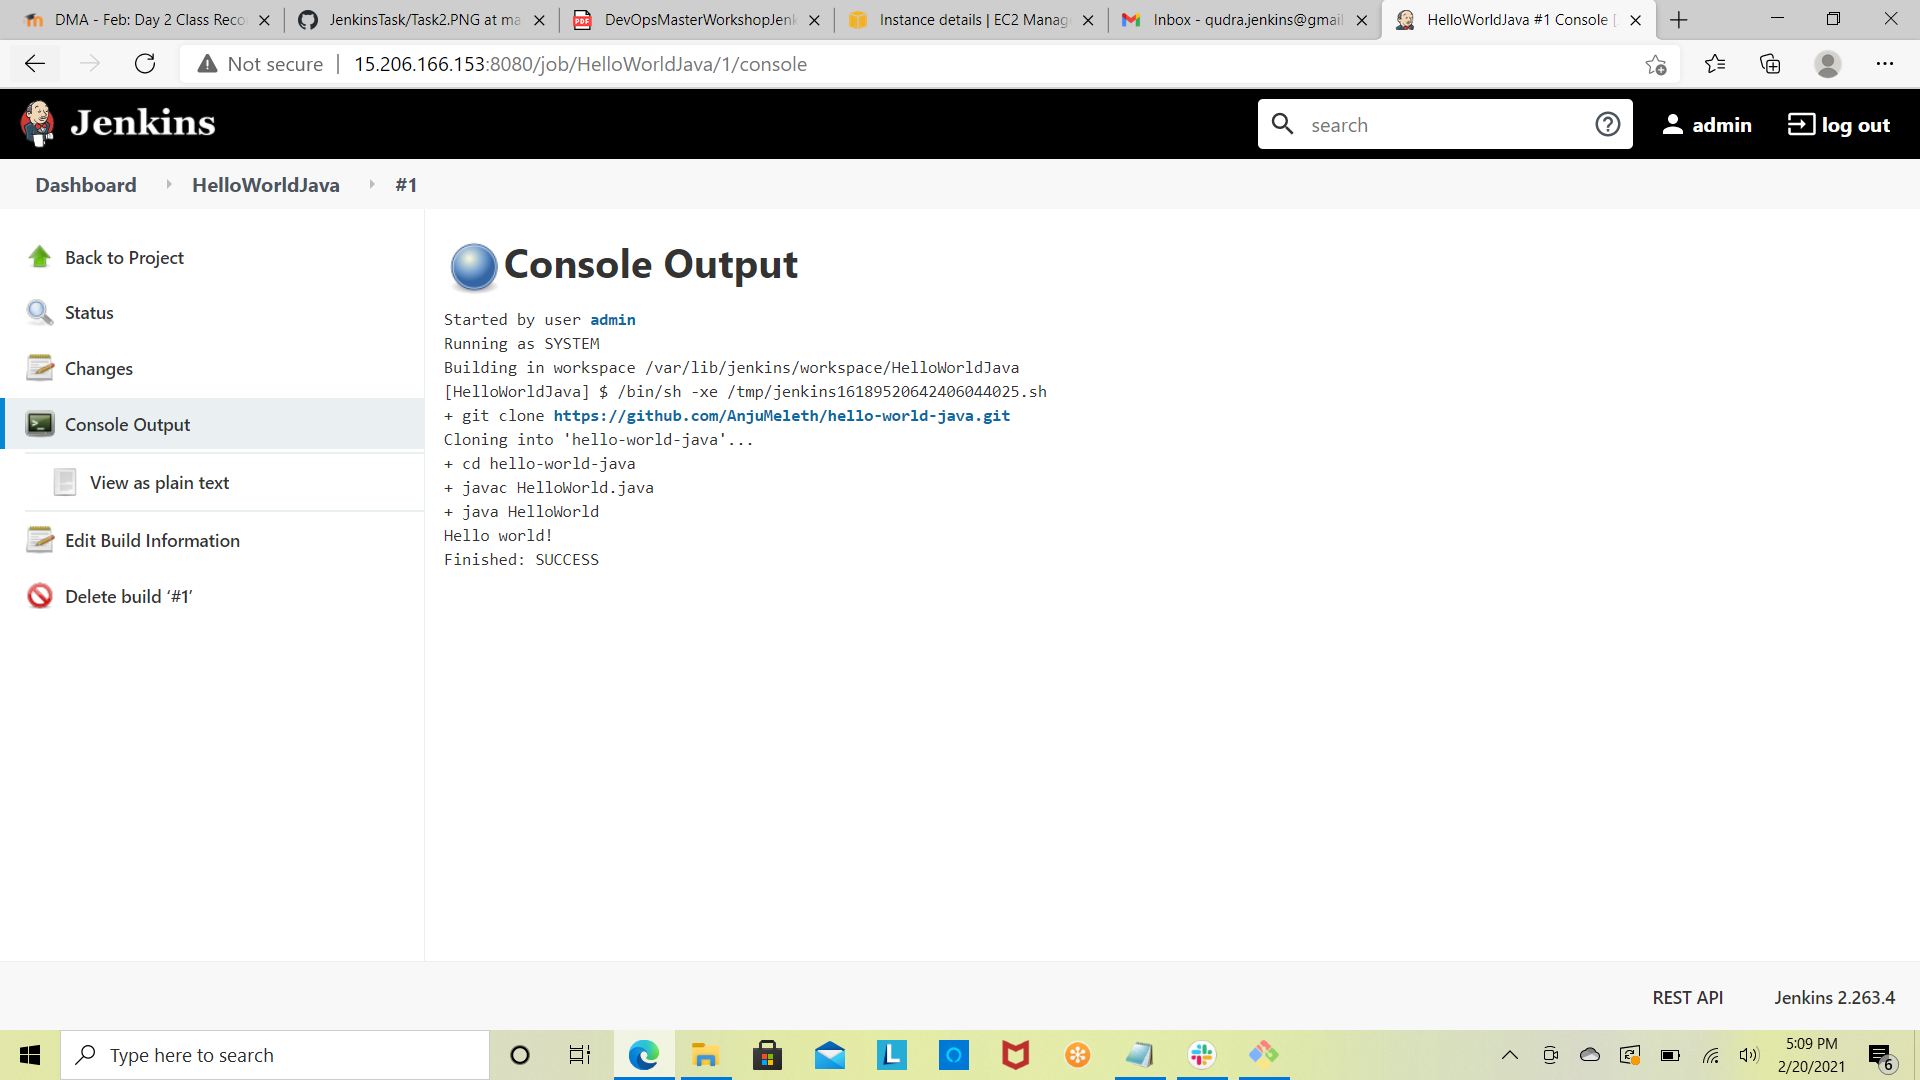 DMA - Feb: Day 2 Class Reco
JenkinsTask/Task2.PNG at ma
DevOpsMasterWorkshopJenk
Instance details | EC2 Manag
Inbox - qudra.jenkins@gmail
HelloWorldJava #1 Console [
Not secure | 15.206.166.153:8080/job/HelloWorldJava/1/console
Jenkins
search
admin
log out
Dashboard
HelloWorldJava
#1
Back to Project
Status
Changes
Console Output
View as plain text
Edit Build Information
Delete build ‘#1’
Console Output
Started by user admin
Running as SYSTEM
Building in workspace /var/lib/jenkins/workspace/HelloWorldJava
[HelloWorldJava] $ /bin/sh -xe /tmp/jenkins16189520642406044025.sh
+ git clone https://github.com/AnjuMeleth/hello-world-java.git
Cloning into 'hello-world-java'...
+ cd hello-world-java
+ javac HelloWorld.java
+ java HelloWorld
Hello world!
Finished: SUCCESS
REST API
Jenkins 2.263.4
Type here to search
L
5:09 PM
2/20/2021
6